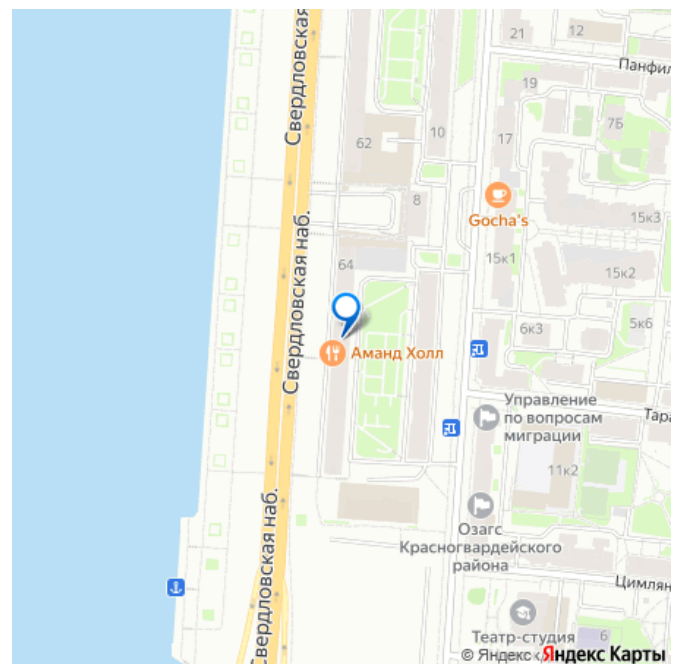 Свердловская
21
12
Панфил
19
7Б
17
10
62
8
Gocha's
15к3
Свердловская наб.
64
15к1
15к2
6к3
5к6
Аманд Холл
Управление
по вопросам
миграции
Тара
11к2
Свердловская наб.
Озагс
Красногвардейского
района
Цимлян
Театр-студия
6
© Яндекс
Яндекс Карты